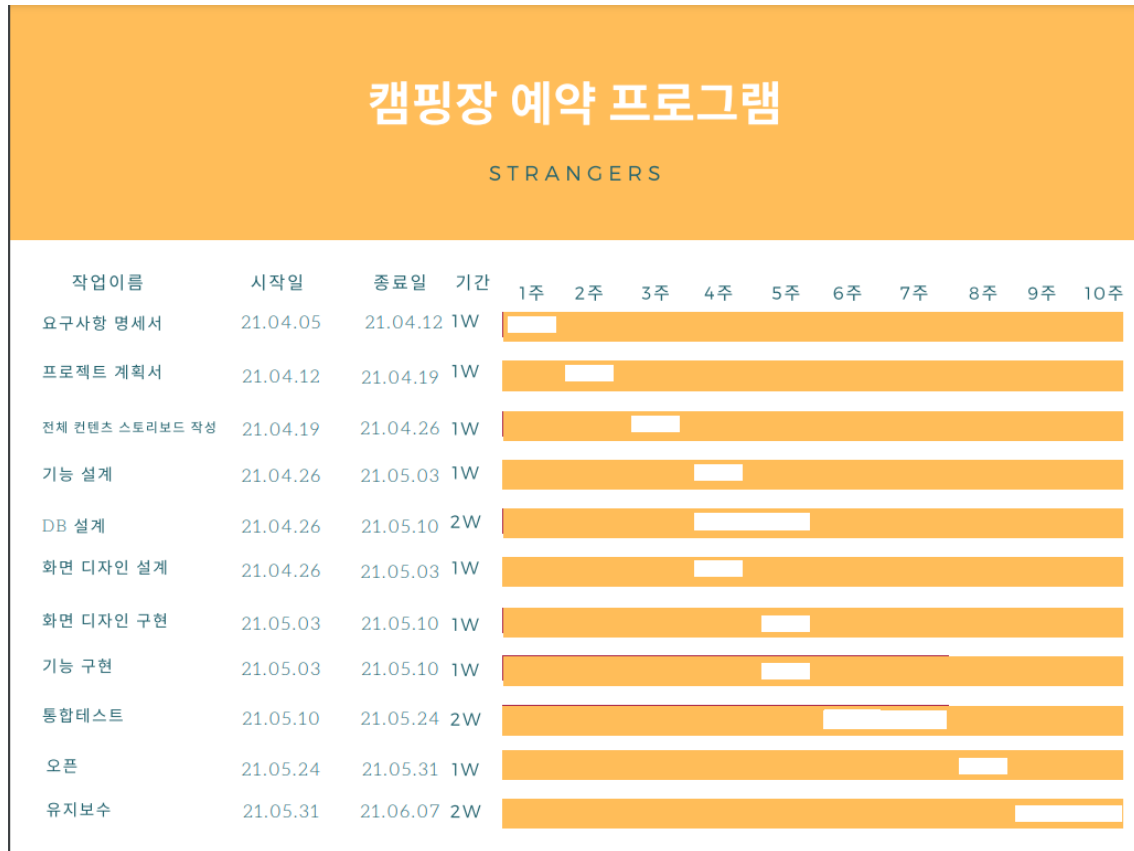 캠핑장 예약 프로그램
STRANGERS
작업이름 시작일 종료일 기간 1주 2주 3주 4주 5주 6주 7주 8주 9주 10주
요구사항 명세서 21.04.05 21.04.12 1W
프로젝트 계획서 21.04.12 21.04.19 1W
전체 컨텐츠 스토리보드 작성 21.04.19 21.04.26 1W
기능 설계 21.04.26 21.05.03 1W
DB 설계 21.04.26 21.05.10 2W
화면 디자인 설계 21.04.26 21.05.03 1W
화면 디자인 구현 21.05.03 21.05.10 1W
기능 구현 21.05.03 21.05.10 1W
통합테스트 21.05.10 21.05.24 2W
오픈 21.05.24 21.05.31 1W
유지보수 21.05.31 21.06.07 2W